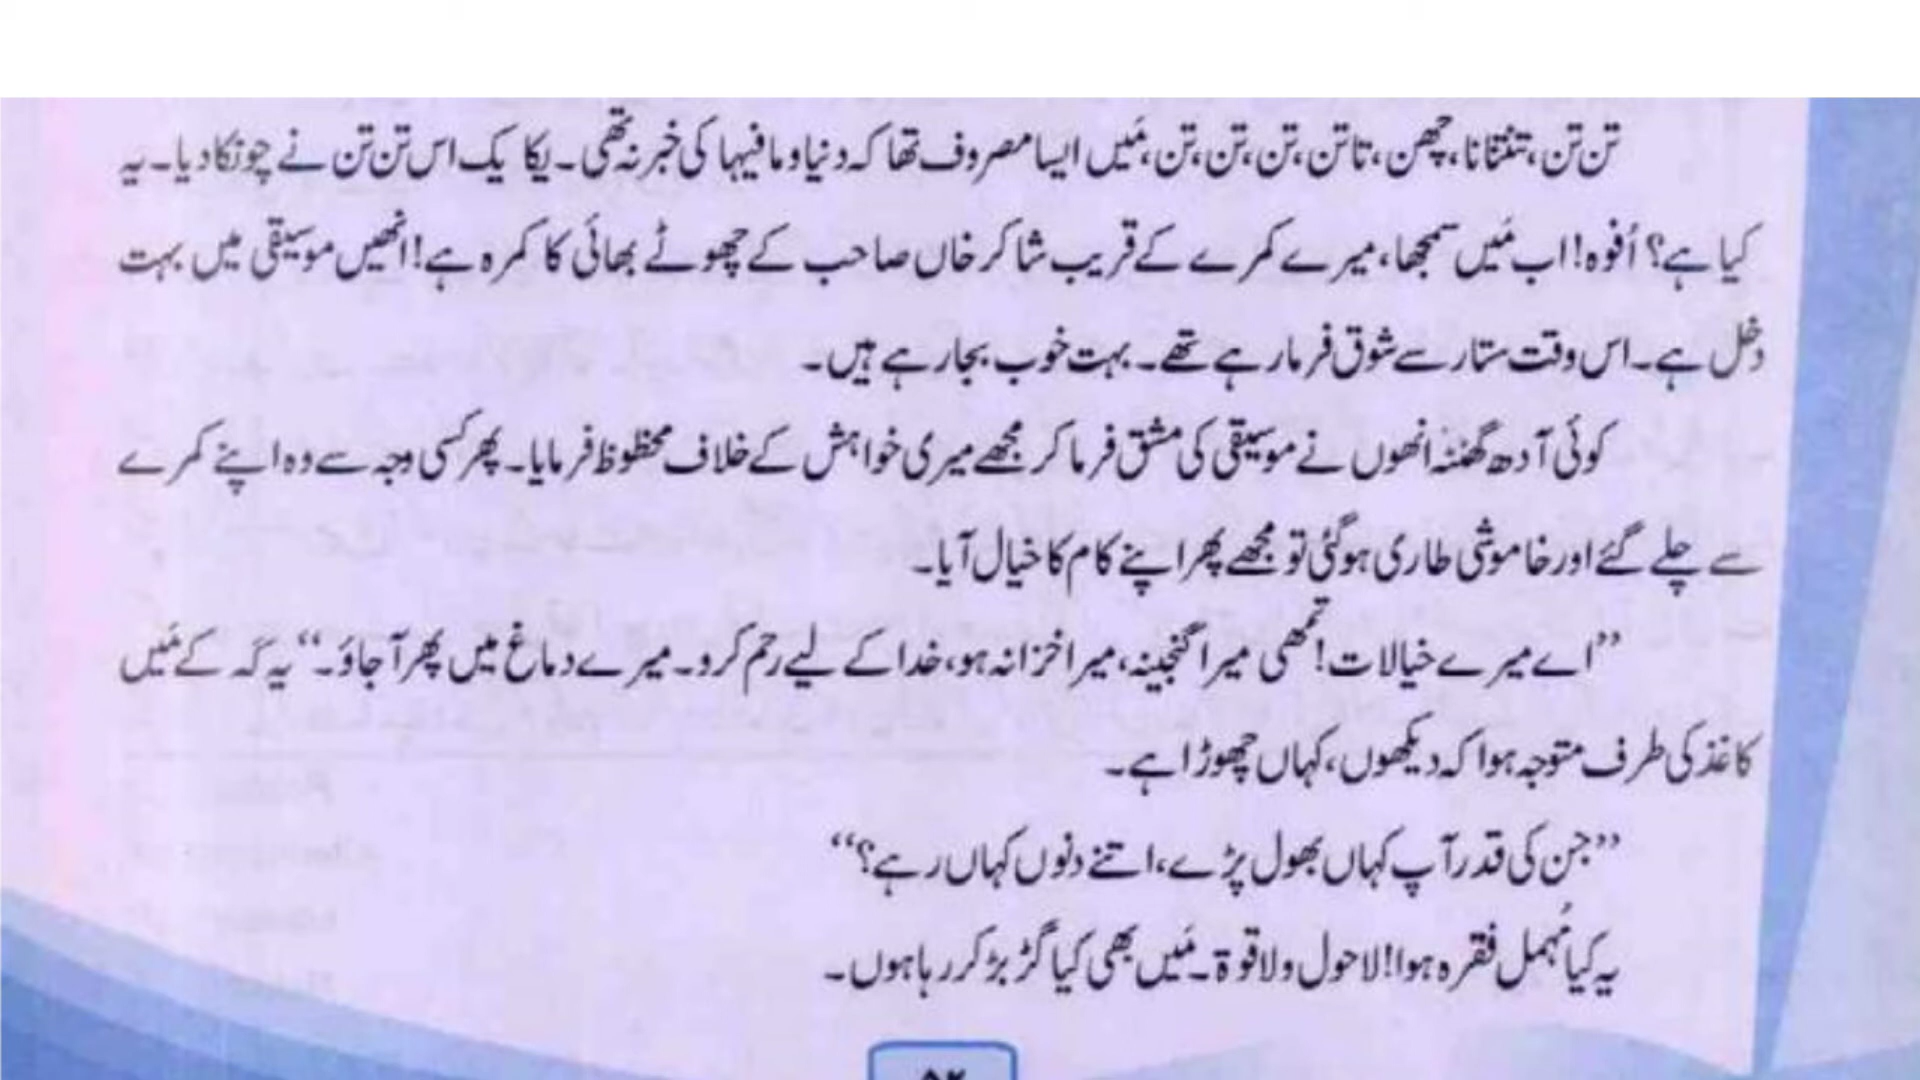 تن تن، تنتنانا، چھن، تا تن، تن، تن، تن، مَیں ایسا مصروف تھا کہ دنیا و مافیہا کی خبر نہ تھی۔ یکایک اس تن تن نے چونکا دیا۔ یہ
کیا ہے؟ اُفوہ! اب مَیں سمجھا، میرے کمرے کے قریب شاکر خاں صاحب کے چھوٹے بھائی کا کمرہ ہے! انھیں موسیقی میں بہت
دخل ہے۔ اس وقت ستار سے شوق فرما رہے تھے۔ بہت خوب بجا رہے ہیں۔
کوئی آدھ گھنٹہ انھوں نے موسیقی کی مشق فرما کر مجھے میری خواہش کے خلاف محظوظ فرمایا۔ پھر کسی وجہ سے وہ اپنے کمرے
سے چلے گئے اور خاموشی طاری ہوگئی تو مجھے پھر اپنے کام کا خیال آیا۔
”اے میرے خیالات! تمھی میرا گنجینہ، میرا خزانہ ہو، خدا کے لیے رحم کرو۔ میرے دماغ میں پھر آجاؤ۔“ یہ کَہ کے مَیں
کاغذ کی طرف متوجہ ہوا کہ دیکھوں، کہاں چھوڑا ہے۔
”جن کی قدر آپ کہاں بھول پڑے، اتنے دنوں کہاں رہے؟“
یہ کیا مُہمل فقرہ ہوا! لاحول ولاقوۃ۔ مَیں بھی کیا گڑ بڑ کر رہا ہوں۔